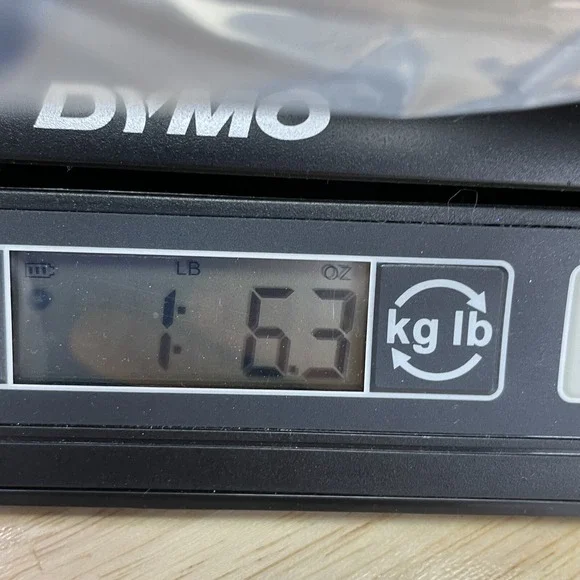 DYMO
LB OZ
1: 6.3
kg lb